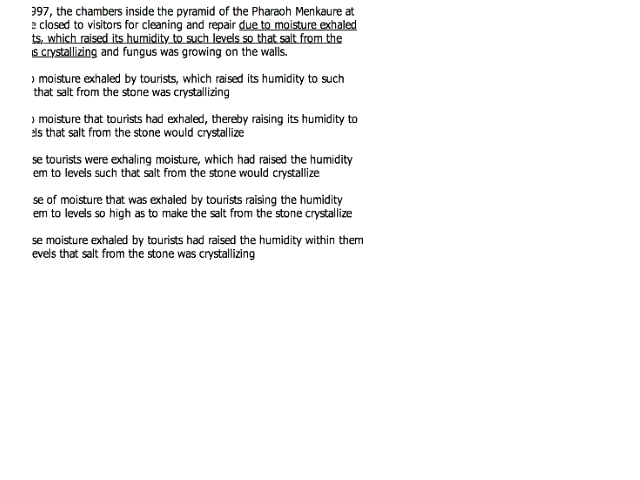 997, the chambers inside the pyramid of the Pharaoh Menkaure at
closed to visitors for cleaning and repair due to moisture exhaled
ts, which raised its humidity to such levels so that salt from the
s crystallizing and fungus was growing on the walls.
moisture exhaled by tourists, which raised its humidity to such
that salt from the stone was crystallizing
moisture that tourists had exhaled, thereby raising its humidity to
els that salt from the stone would crystallize
se tourists were exhaling moisture, which had raised the humidity
em to levels such that salt from the stone would crystallize
se of moisture that was exhaled by tourists raising the humidity
em to levels so high as to make the salt from the stone crystallize
se moisture exhaled by tourists had raised the humidity within them
evels that salt from the stone was crystallizing